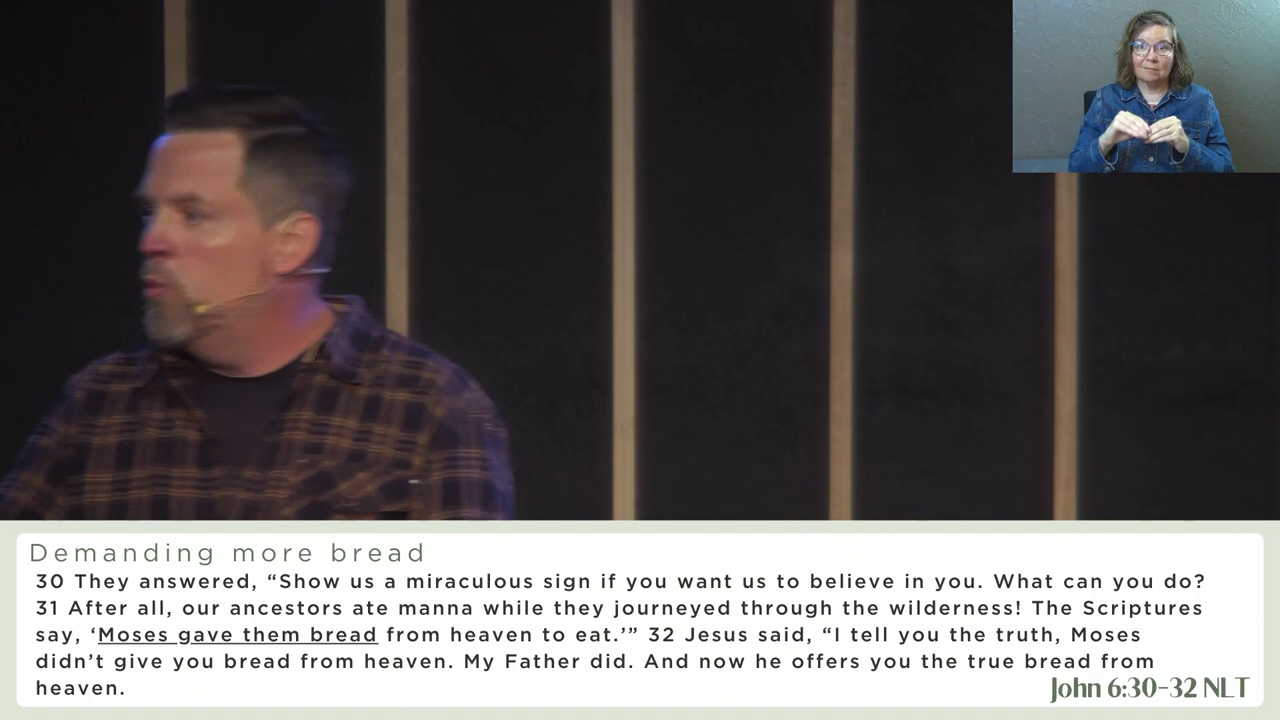 Demanding more bread
30 They answered, “Show us a miraculous sign if you want us to believe in you. What can you do?
31 After all, our ancestors ate manna while they journeyed through the wilderness! The Scriptures
say, ‘Moses gave them bread from heaven to eat.’” 32 Jesus said, “I tell you the truth, Moses
didn’t give you bread from heaven. My Father did. And now he offers you the true bread from
heaven.
John 6:30-32 NLT